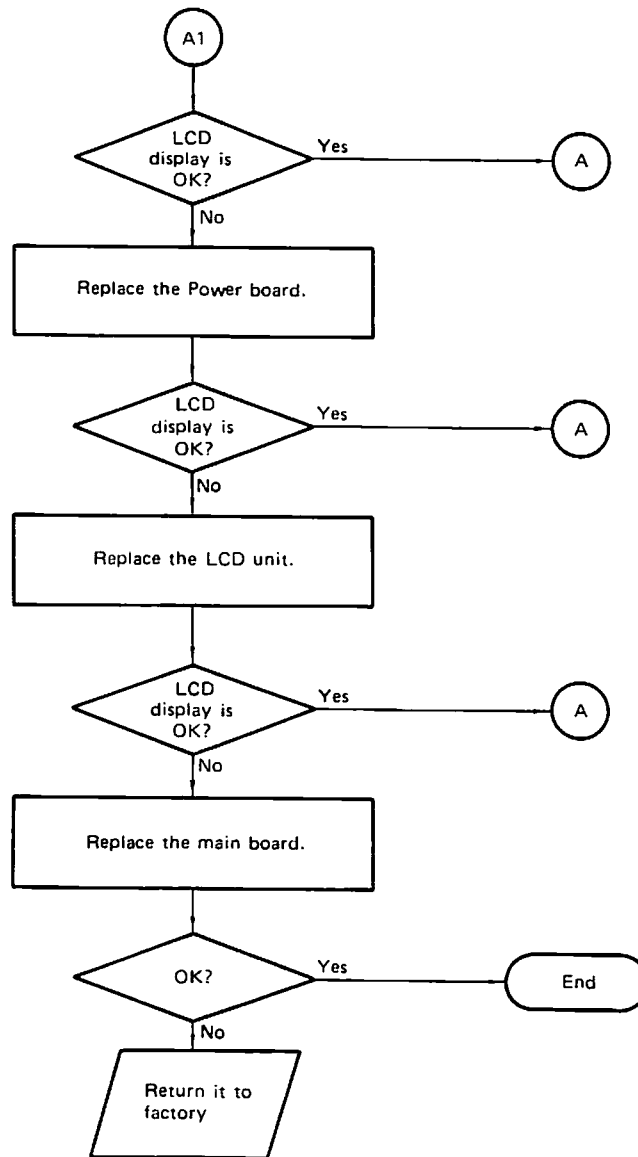 A1
LCD
display is
OK?
Yes
A
No
Replace the Power board.
LCD
display is
OK?
Yes
A
No
Replace the LCD unit.
LCD
display is
OK?
Yes
A
No
Replace the main board.
OK?
Yes
End
No
Return it to
factory